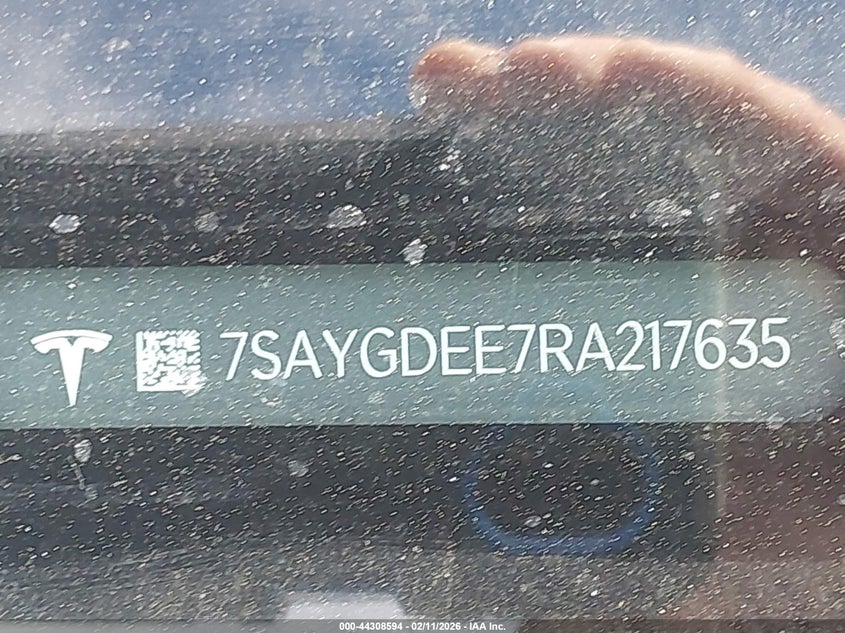 7SAYGDEE7RA217635
000-44308594 - 02/11/2026 - IAA Inc.